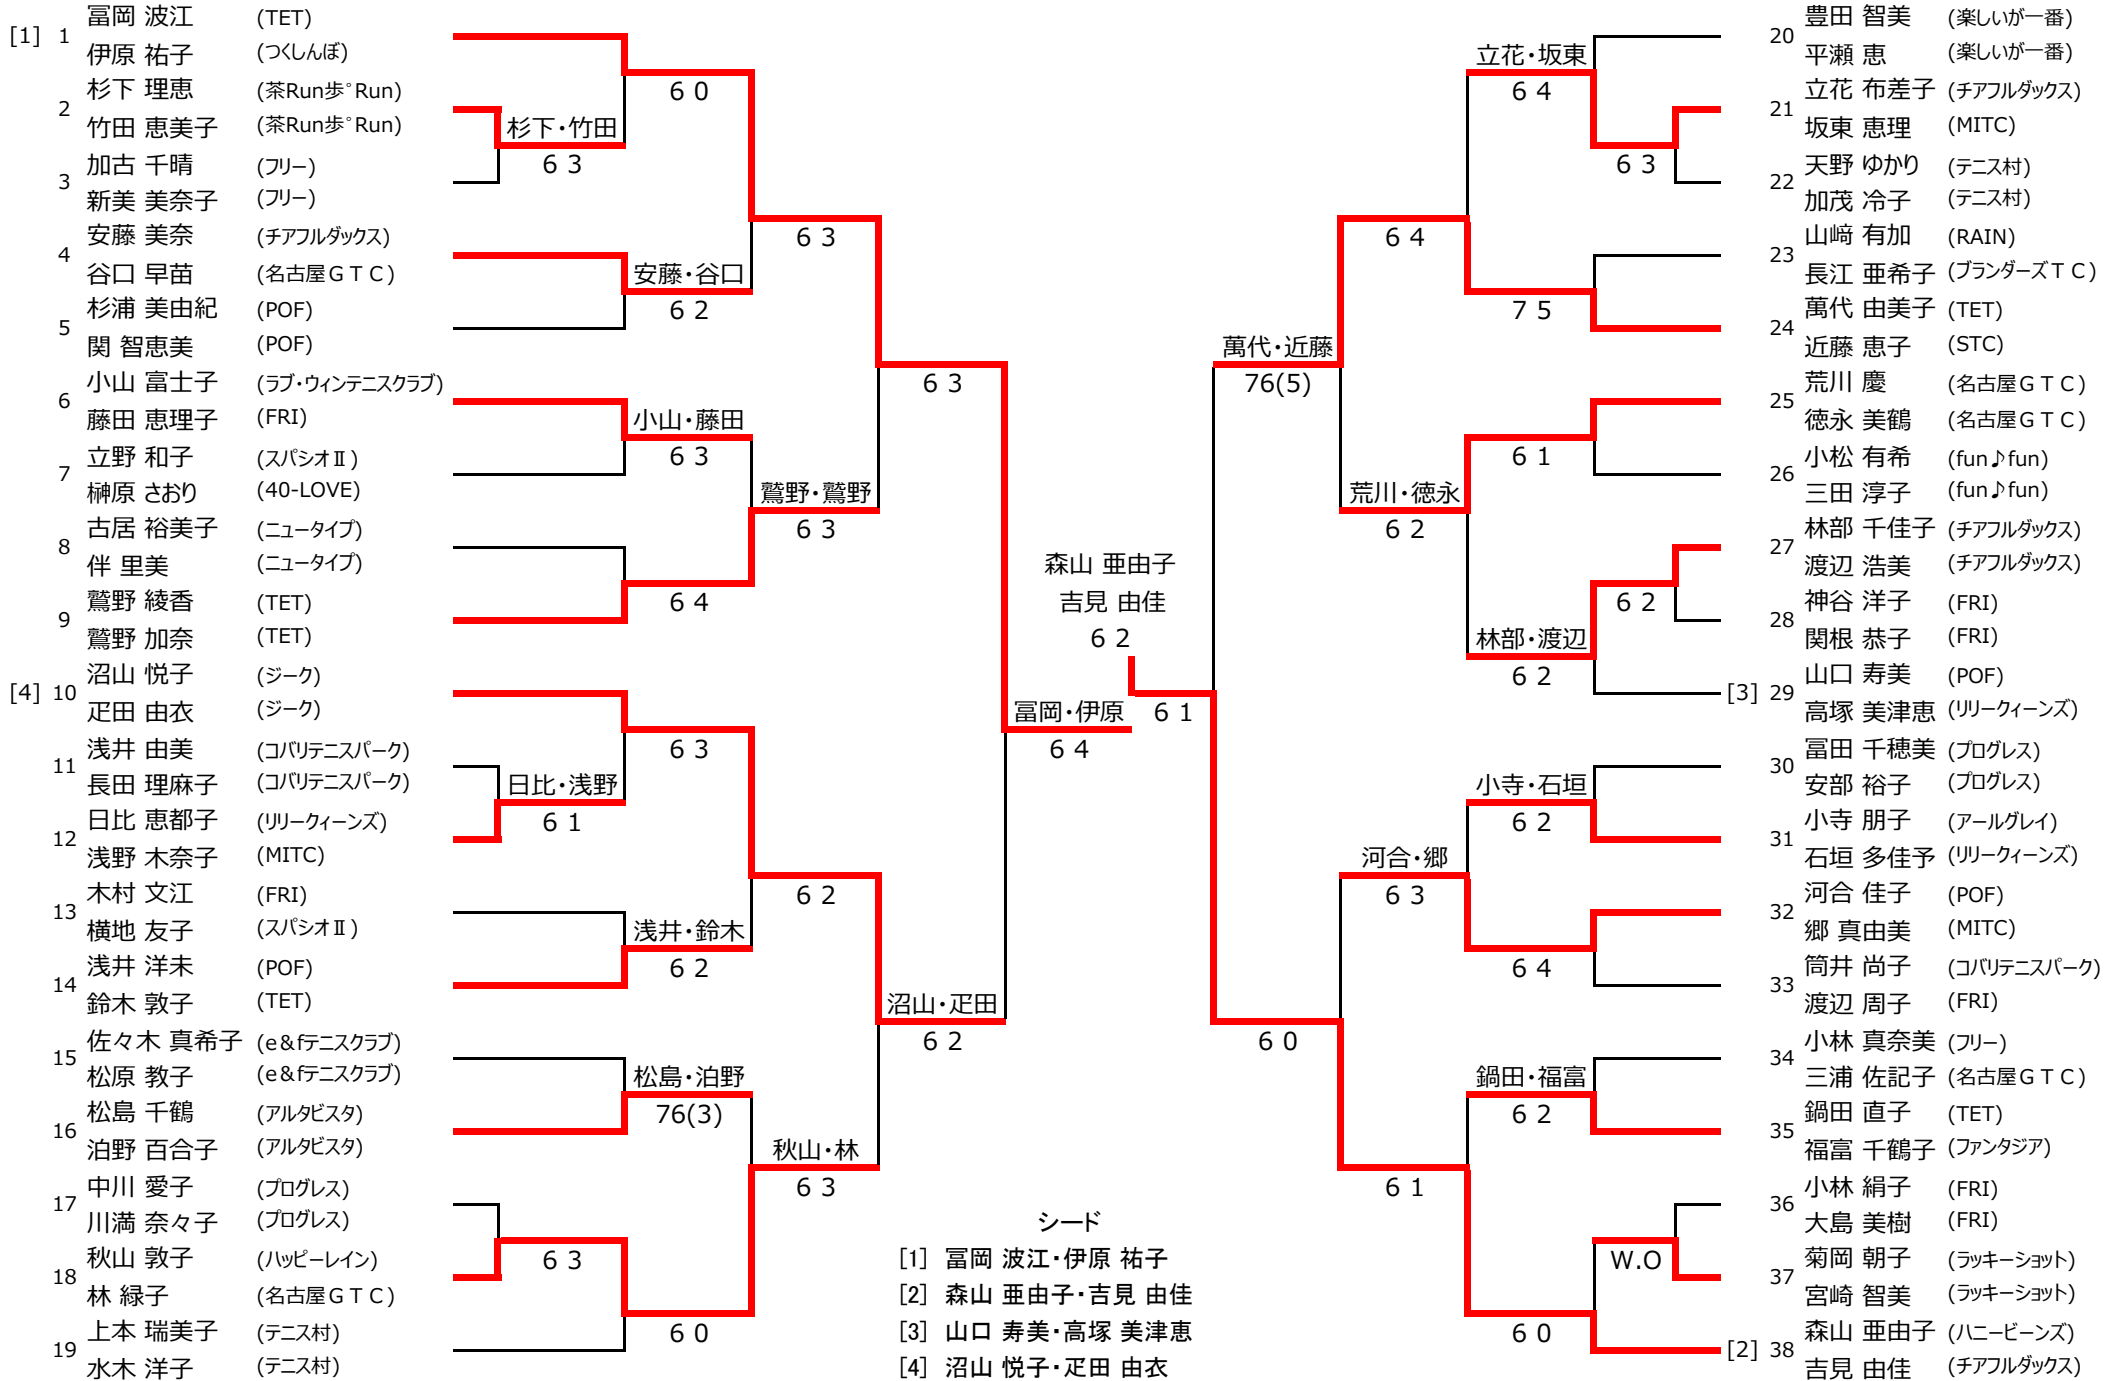 [1] 1 冨岡 波江 (TET)
伊原 祐子 (つくしんぼ)
2 杉下 理恵 (茶Run歩゜Run)
竹田 恵美子 (茶Run歩゜Run)
3 加古 千晴 (フリー)
新美 美奈子 (フリー)
4 安藤 美奈 (チアフルダックス)
谷口 早苗 (名古屋GTC)
5 杉浦 美由紀 (POF)
関 智恵美 (POF)
6 小山 富士子 (ラブ・ウィンテニスクラブ)
藤田 恵理子 (FRI)
7 立野 和子 (スパシオⅡ)
榊原 さおり (40-LOVE)
8 古居 裕美子 (ニュータイプ)
伴 里美 (ニュータイプ)
9 鷲野 綾香 (TET)
鷲野 加奈 (TET)
[4] 10 沼山 悦子 (ジーク)
疋田 由衣 (ジーク)
11 浅井 由美 (コパリテニスパーク)
長田 理麻子 (コパリテニスパーク)
12 日比 恵都子 (リリークィーンズ)
浅野 木奈子 (MITC)
13 木村 文江 (FRI)
横地 友子 (スパシオⅡ)
14 浅井 洋未 (POF)
鈴木 敦子 (TET)
15 佐々木 真希子 (e&fテニスクラブ)
松原 教子 (e&fテニスクラブ)
16 松島 千鶴 (アルタビスタ)
泊野 百合子 (アルタビスタ)
17 中川 愛子 (プログレス)
川満 奈々子 (プログレス)
18 秋山 敦子 (ハッピーレイン)
林 緑子 (名古屋GTC)
19 上本 瑞美子 (テニス村)
水木 洋子 (テニス村)
杉下・竹田
6 3
日比・浅野
6 1
6 3
6 0
安藤・谷口
6 2
小山・藤田
6 3
6 4
6 3
浅井・鈴木
6 2
松島・泊野
76(3)
6 0
6 3
鷲野・鷲野
6 3
6 2
秋山・林
6 3
6 3
沼山・疋田
6 2
冨岡・伊原
6 4
森山 亜由子
吉見 由佳
6 2
6 1
萬代・近藤
76(5)
6 0
6 4
荒川・徳永
6 2
河合・郷
6 3
6 1
立花・坂東
6 4
7 5
6 1
林部・渡辺
6 2
小寺・石垣
6 2
6 4
鍋田・福富
6 2
6 0
6 3
6 2
W.O
20 豊田 智美 (楽しいが一番)
平瀬 恵 (楽しいが一番)
21 立花 布差子 (チアフルダックス)
坂東 恵理 (MITC)
22 天野 ゆかり (テニス村)
加茂 冷子 (テニス村)
23 山﨑 有加 (RAIN)
長江 亜希子 (ブランダーズTC)
24 萬代 由美子 (TET)
近藤 恵子 (STC)
25 荒川 慶 (名古屋GTC)
徳永 美鶴 (名古屋GTC)
26 小松 有希 (fun♪fun)
三田 淳子 (fun♪fun)
27 林部 千佳子 (チアフルダックス)
渡辺 浩美 (チアフルダックス)
28 神谷 洋子 (FRI)
関根 恭子 (FRI)
[3] 29 山口 寿美 (POF)
高塚 美津恵 (リリークィーンズ)
30 冨田 千穂美 (プログレス)
安部 裕子 (プログレス)
31 小寺 朋子 (アールグレイ)
石垣 多佳予 (リリークィーンズ)
32 河合 佳子 (POF)
郷 真由美 (MITC)
33 筒井 尚子 (コパリテニスパーク)
渡辺 周子 (FRI)
34 小林 真奈美 (フリー)
三浦 佐記子 (名古屋GTC)
35 鍋田 直子 (TET)
福富 千鶴子 (ファンタジア)
36 小林 絹子 (FRI)
大島 美樹 (FRI)
37 菊岡 朝子 (ラッキーショット)
宮崎 智美 (ラッキーショット)
[2] 38 森山 亜由子 (ハニービーンズ)
吉見 由佳 (チアフルダックス)
シード
[1] 冨岡 波江・伊原 祐子
[2] 森山 亜由子・吉見 由佳
[3] 山口 寿美・高塚 美津恵
[4] 沼山 悦子・疋田 由衣